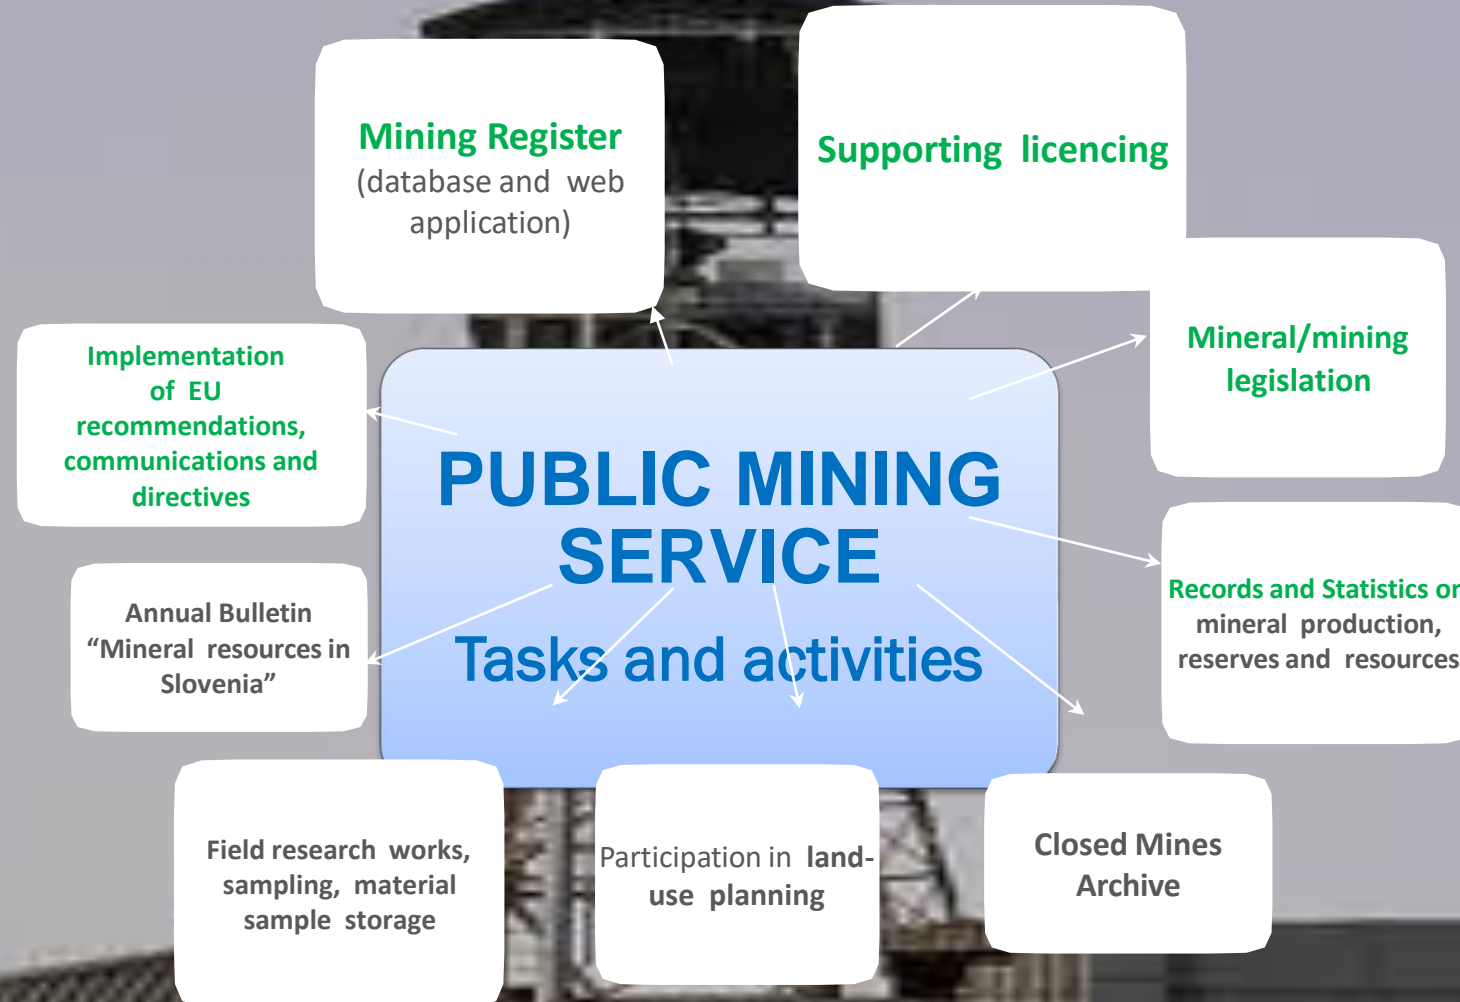 Mining Register
(database and web
application)
Supporting licencing
Mineral/mining
legislation
Implementation
of EU
recommendations,
communications and
directives
PUBLIC MINING
SERVICE
Tasks and activities
Records and Statistics on
mineral production,
reserves and resources
Annual Bulletin
“Mineral resources in
Slovenia”
Field research works,
sampling, material
sample storage
Participation in land-
use planning
Closed Mines
Archive